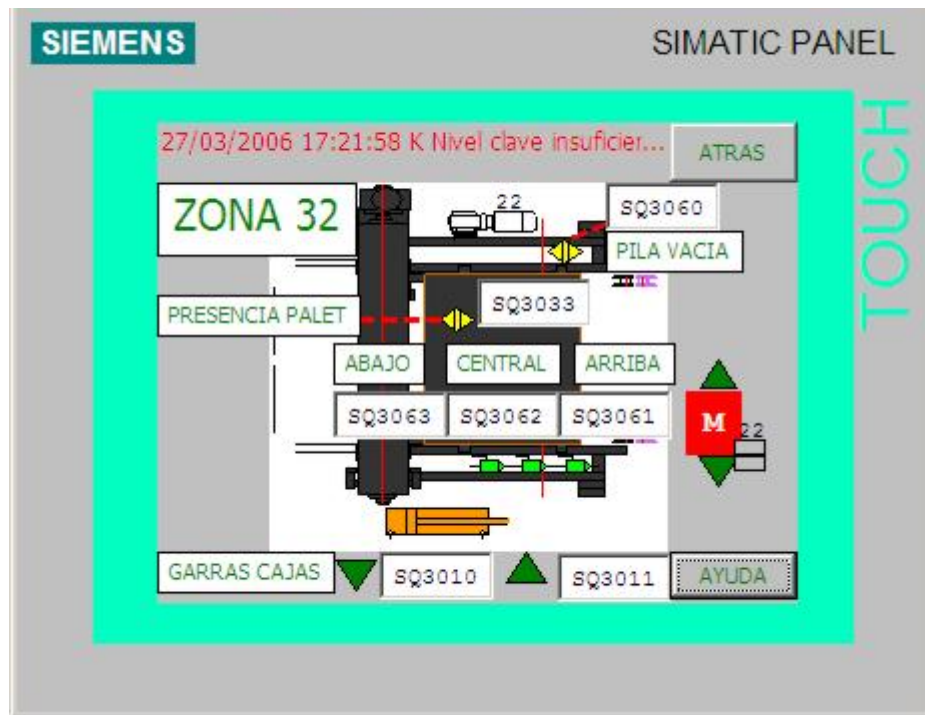 SIEMENS
SIMATIC PANEL
TOUCH
27/03/2006 17:21:58 K Nivel clave insuficier...
ATRAS
ZONA 32
22
SQ3060
PILA VACIA
SQ3033
PRESENCIA PALET
ABAJO CENTRAL ARRIBA
SQ3063 SQ3062 SQ3061
M
22
GARRAS CAJAS SQ3010 SQ3011 AYUDA